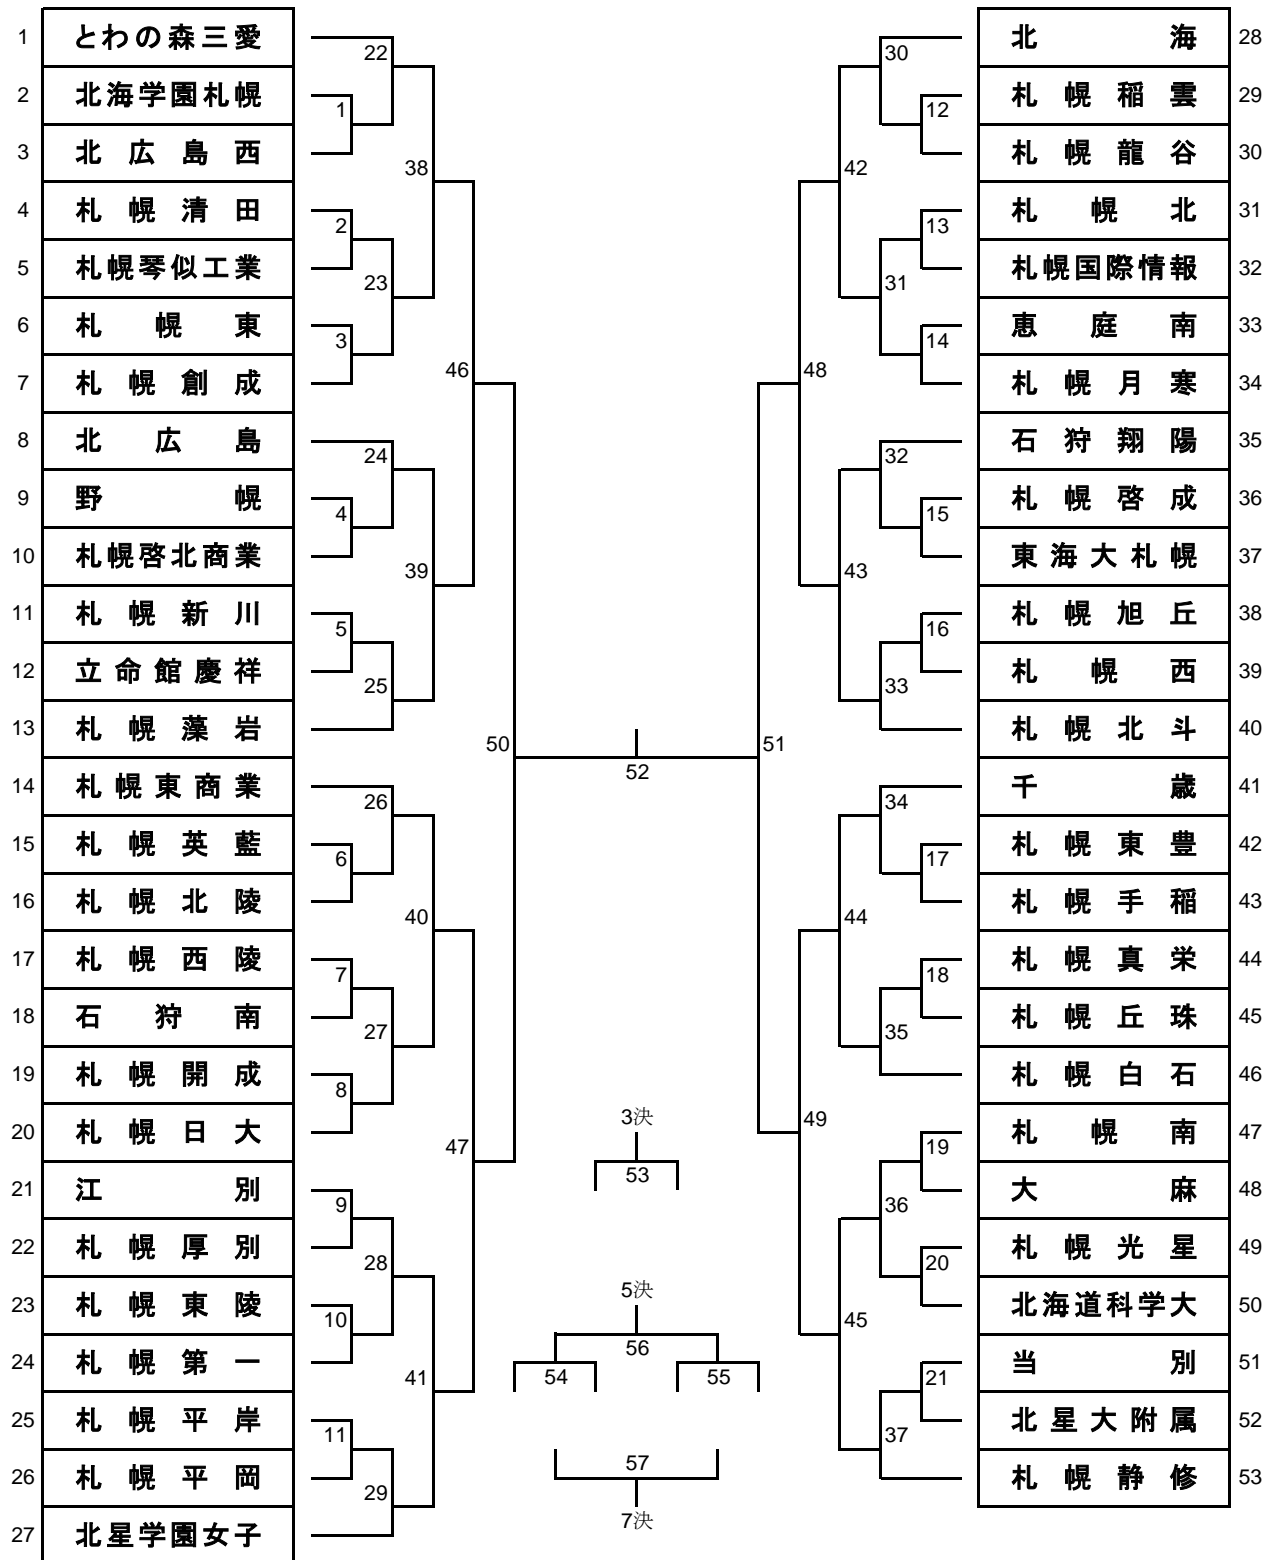 1 とわの森三愛
2 北海学園札幌
3 北広島西
4 札幌清田
5 札幌琴似工業
6 札幌東
7 札幌創成
8 北広島
9 野幌
10 札幌啓北商業
11 札幌新川
12 立命館慶祥
13 札幌藻岩
14 札幌東商業
15 札幌英藍
16 札幌北陵
17 札幌西陵
18 石狩南
19 札幌開成
20 札幌日大
21 江別
22 札幌厚別
23 札幌東陵
24 札幌第一
25 札幌平岸
26 札幌平岡
27 北星学園女子
22
1
38
2
23
3
46
24
4
39
5
25
50
26
6
40
7
27
8
47
9
28
10
41
11
29
52
3決
53
5決
56
54
55
57
7決
30
12
42
13
31
14
48
32
15
43
16
33
51
34
17
44
18
35
49
19
36
20
45
21
37
北海 28
札幌稲雲 29
札幌龍谷 30
札幌北 31
札幌国際情報 32
恵庭南 33
札幌月寒 34
石狩翔陽 35
札幌啓成 36
東海大札幌 37
札幌旭丘 38
札幌西 39
札幌北斗 40
千歳 41
札幌東豊 42
札幌手稲 43
札幌真栄 44
札幌丘珠 45
札幌白石 46
札幌南 47
大麻 48
札幌光星 49
北海道科学大 50
当別 51
北星大附属 52
札幌静修 53